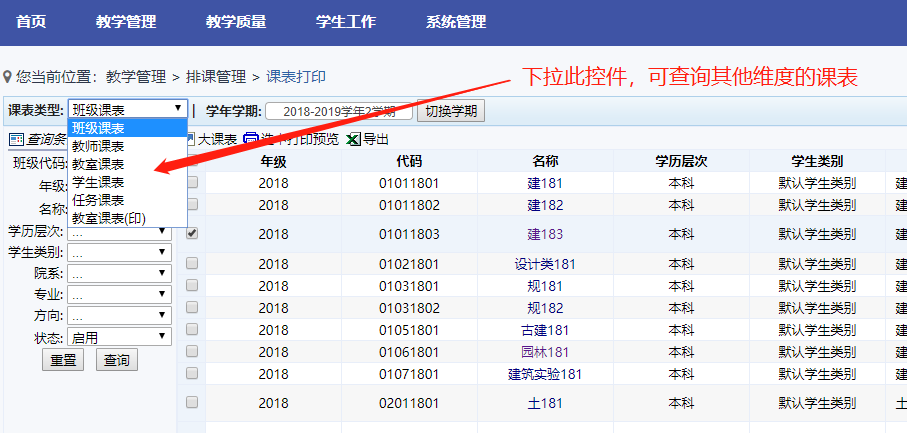 首页 教学管理 教学质量 学生工作 系统管理
您当前位置：教学管理 > 排课管理 > 课表打印
下拉此控件，可查询其他维度的课表
课表类型: 班级课表 | 学年学期: 2018-2019学年2学期 切换学期
班级课表
教师课表
教室课表
学生课表
任务课表
教室课表(印)
查询条 大课表 选中打印预览 导出
班级代码:
年级:
名称:
学历层次: ...
学生类别: ...
院系: ...
专业: ...
方向: ...
状态: 启用
重置 查询
年级 代码 名称 学历层次 学生类别
2018 01011801 建181 本科 默认学生类别 建
2018 01011802 建182 本科 默认学生类别 建
2018 01011803 建183 本科 默认学生类别 建
2018 01021801 设计类181 本科 默认学生类别 建
2018 01031801 规181 本科 默认学生类别 建
2018 01031802 规182 本科 默认学生类别 建
2018 01051801 古建181 本科 默认学生类别 建
2018 01061801 园林181 本科 默认学生类别 建
2018 01071801 建筑实验181 本科 默认学生类别 建
2018 02011801 土181 本科 默认学生类别 土